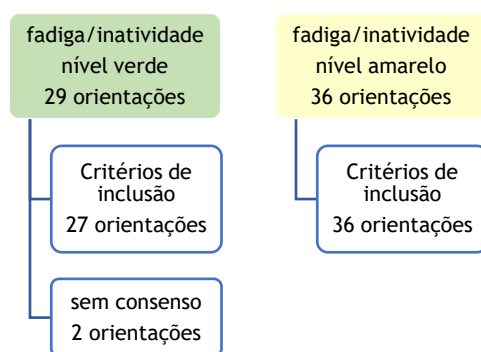 fadiga/inatividade
nível verde
29 orientações
Critérios de
inclusão
27 orientações
sem consenso
2 orientações
fadiga/inatividade
nível amarelo
36 orientações
Critérios de
inclusão
36 orientações